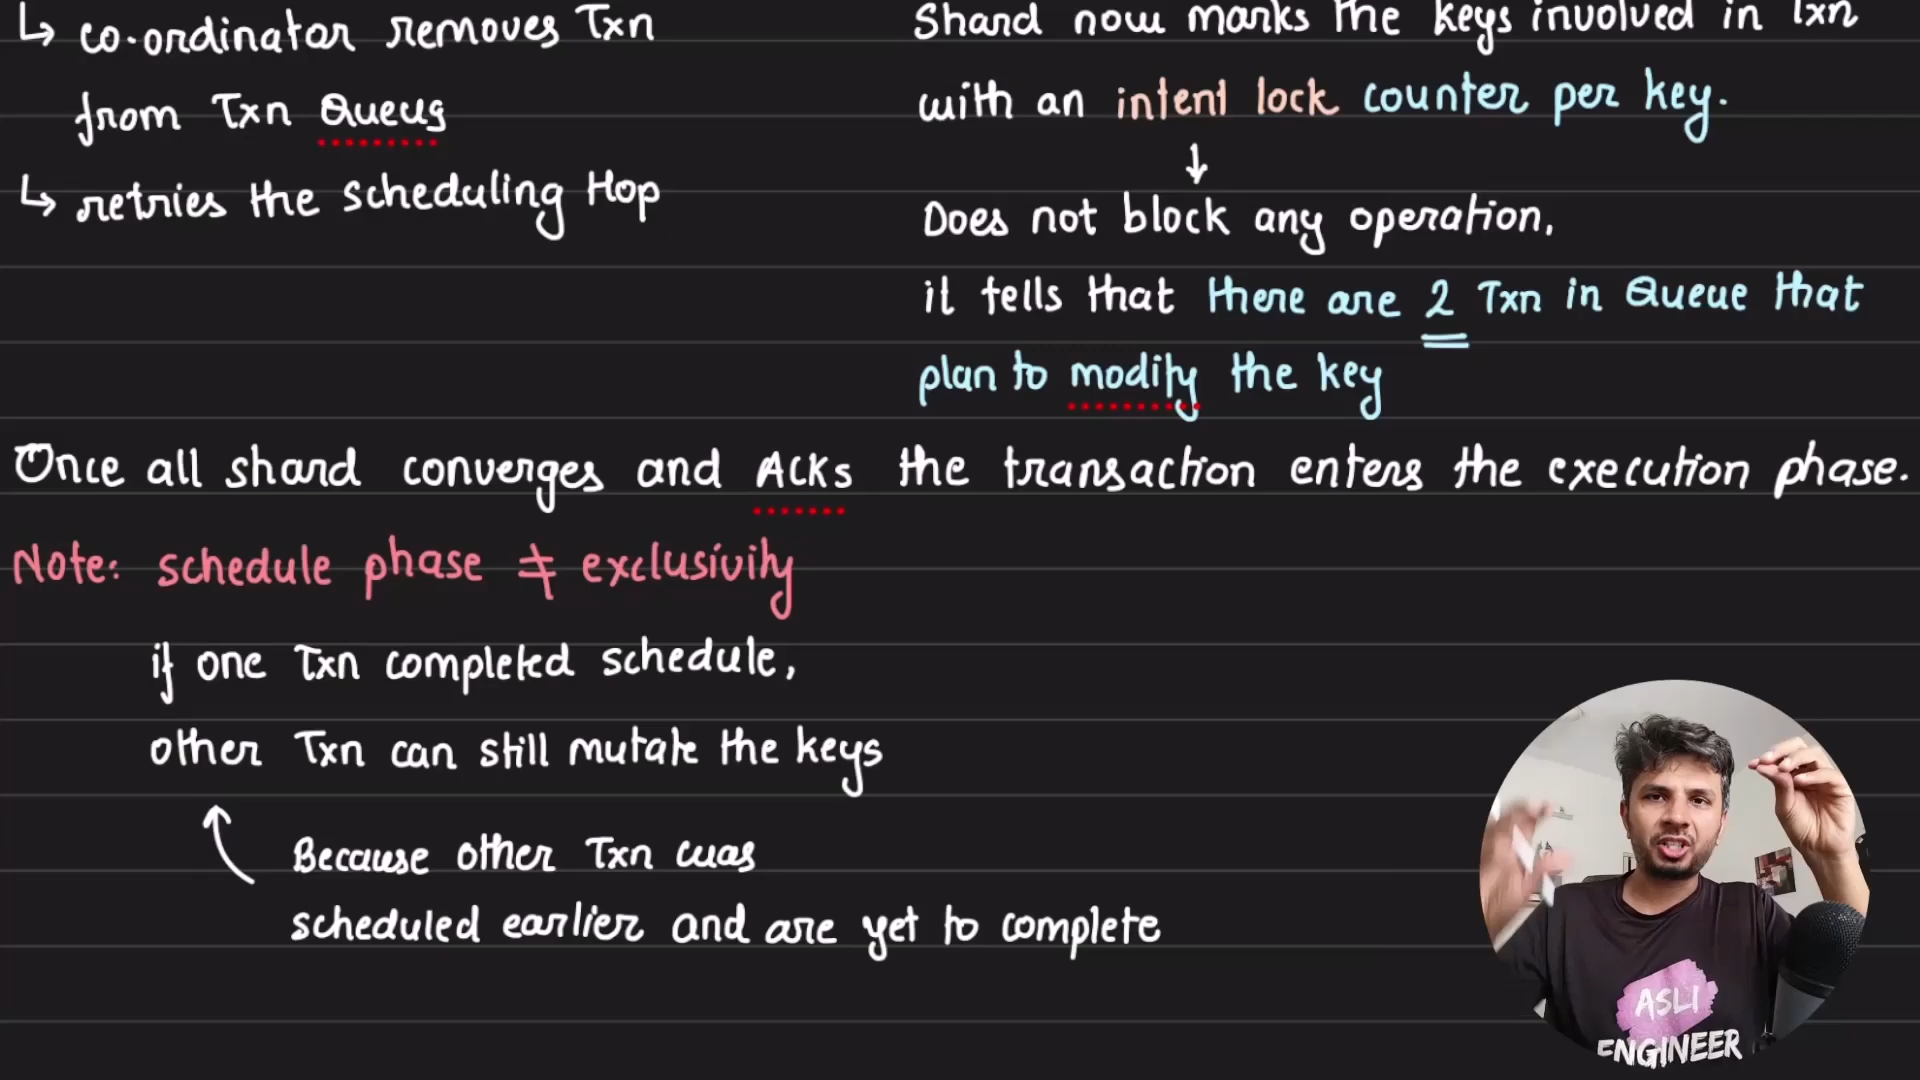 ↳ co-ordinator removes Txn
from Txn Queue
↳ retries the scheduling Hop
Shard now marks the keys involved in Txn
with an intent lock counter per key.
↓
Does not block any operation,
it tells that there are 2 Txn in Queue that
plan to modify the key
Once all shard converges and ACKs the transaction enters the execution phase.
Note: schedule phase ≠ exclusivity
if one Txn completed schedule,
other Txn can still mutate the keys
Because other Txn was
scheduled earlier and are yet to complete
ASLI
ENGINEER